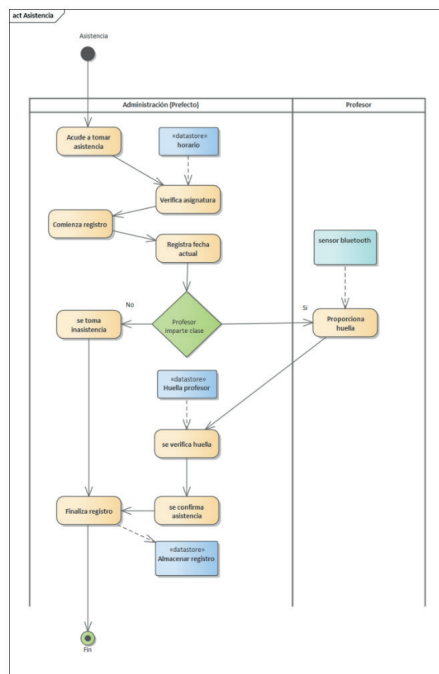 act Asistencia
Asistencia
Administración (Prefecto)
Profesor
Acude a tomar
asistencia
«datastore»
horario
Verifica asignatura
Comienza registro
Registra fecha
actual
sensor bluetooth
No
Profesor
imparte clase
Si
se toma
inasistencia
Proporciona
huella
«datastore»
Huella profesor
se verifica huella
Finaliza registro
se confirma
asistencia
«datastore»
Almacenar registro
Fin